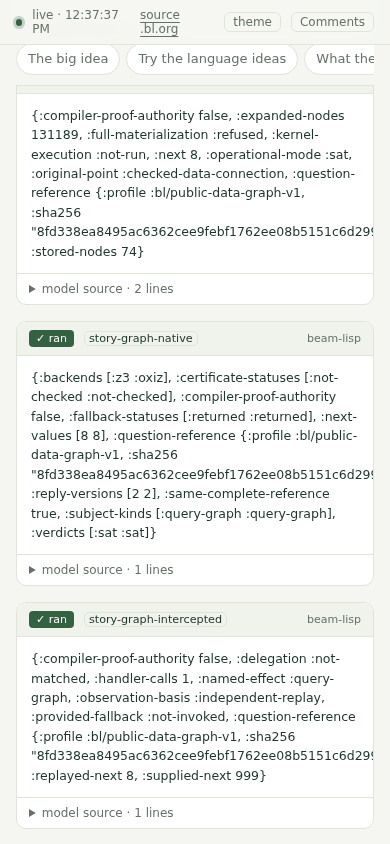 live · 12:37:37 PM
source .bl.org
theme
Comments
The big idea
Try the language ideas
What the
{:compiler-proof-authority false, :expanded-nodes
131189, :full-materialization :refused, :kernel-
execution :not-run, :next 8, :operational-mode :sat,
:original-point :checked-data-connection, :question-
reference {:profile :bl/public-data-graph-v1,
:sha256
"8fd338ea8495ac6362cee9febf1762ee08b5151c6d299
:stored-nodes 74}
▶ model source · 2 lines
✓ ran story-graph-native beam-lisp
{:backends [:z3 :oxiz], :certificate-statuses [:not-
checked :not-checked], :compiler-proof-authority
false, :fallback-statuses [:returned :returned], :next-
values [8 8], :question-reference {:profile :bl/public-
data-graph-v1, :sha256
"8fd338ea8495ac6362cee9febf1762ee08b5151c6d299
:reply-versions [2 2], :same-complete-reference
true, :subject-kinds [:query-graph :query-graph],
:verdicts [:sat :sat]}
▶ model source · 1 lines
✓ ran story-graph-intercepted beam-lisp
{:compiler-proof-authority false, :delegation :not-
matched, :handler-calls 1, :named-effect :query-
graph, :observation-basis :independent-replay,
:provided-fallback :not-invoked, :question-reference
{:profile :bl/public-data-graph-v1, :sha256
"8fd338ea8495ac6362cee9febf1762ee08b5151c6d299
:replayed-next 8, :supplied-next 999}
▶ model source · 1 lines